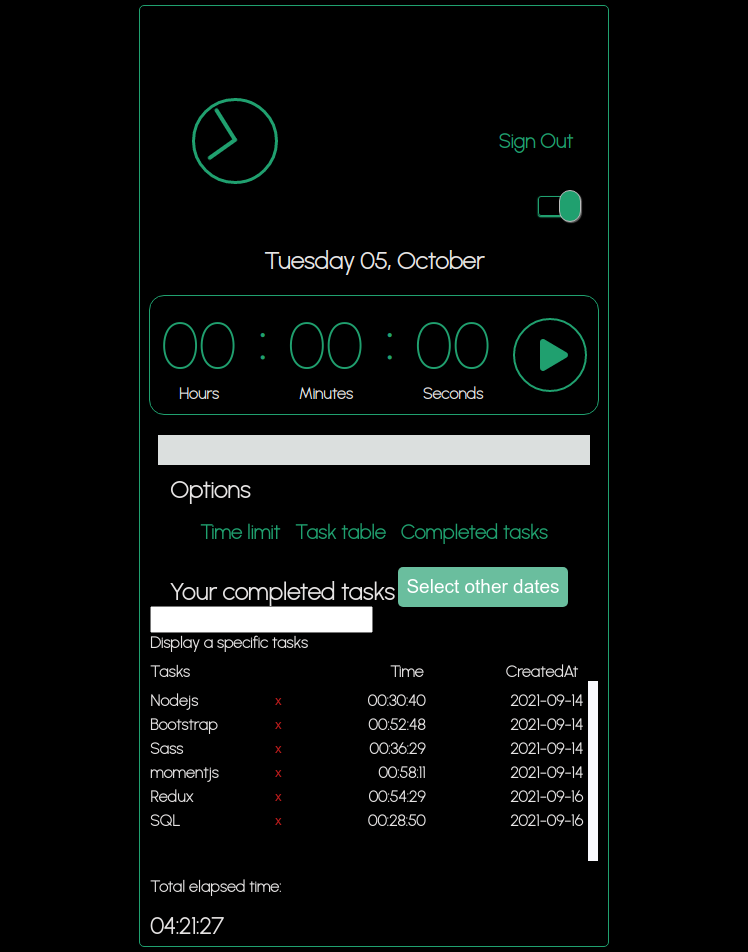 Sign Out
Tuesday 05, October
00 : 00 : 00
Hours Minutes Seconds
Options
Time limit Task table Completed tasks
Your completed tasks Select other dates
Display a specific tasks
Tasks Time CreatedAt
Nodejs x 00:30:40 2021-09-14
Bootstrap x 00:52:48 2021-09-14
Sass x 00:36:29 2021-09-14
momentjs x 00:58:11 2021-09-14
Redux x 00:54:29 2021-09-16
SQL x 00:28:50 2021-09-16
Total elapsed time:
04:21:27